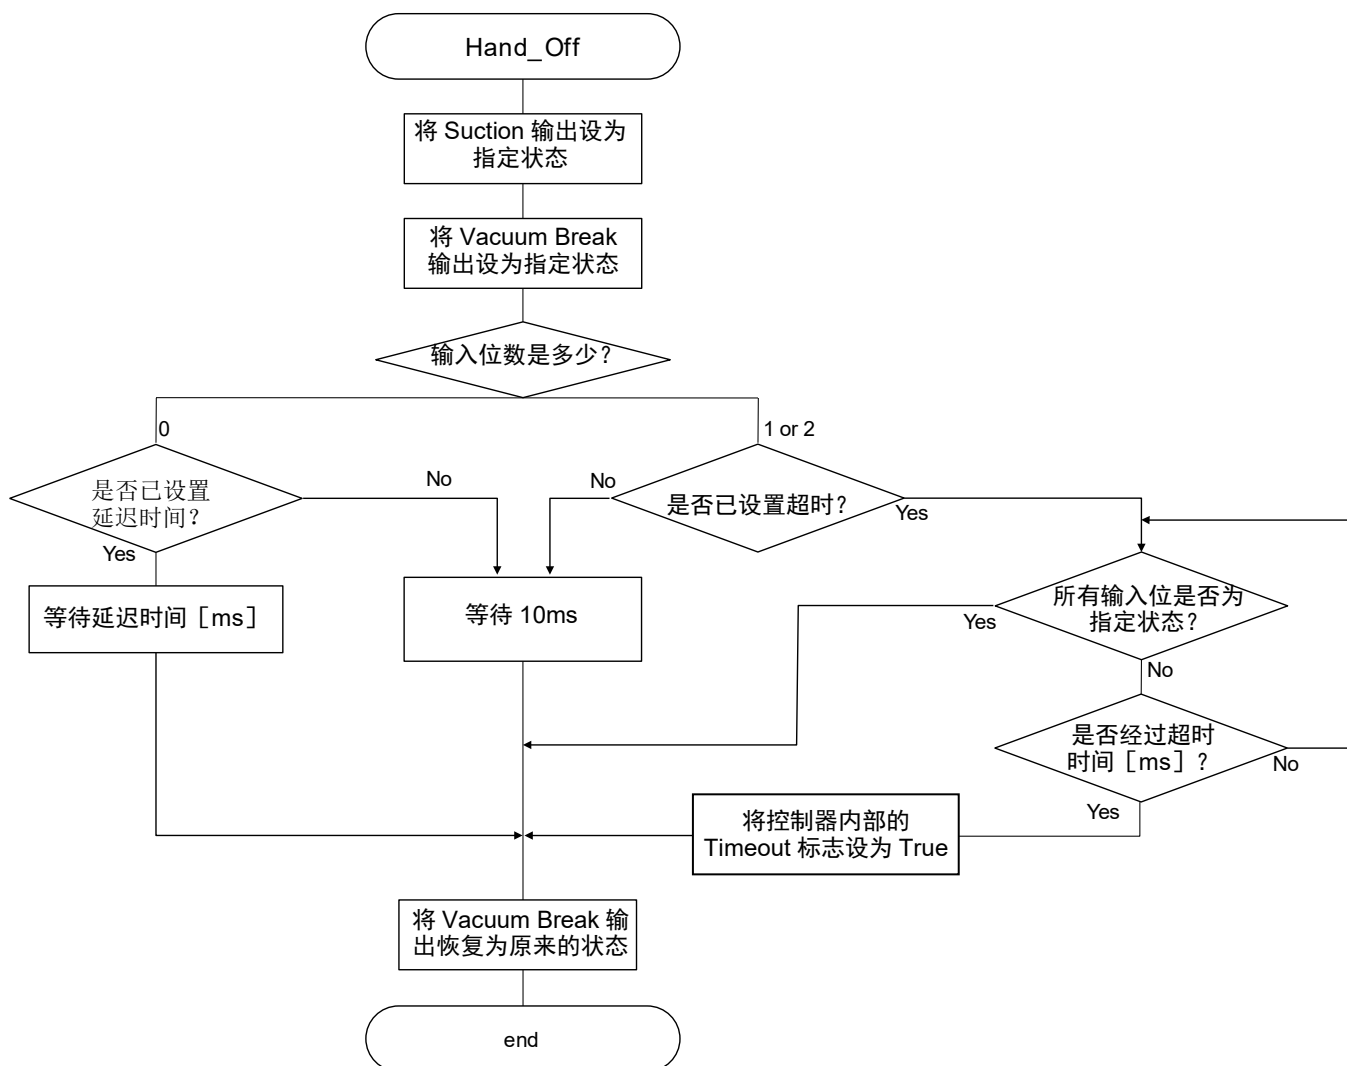 Hand_Off
将 Suction 输出设为
指定状态
将 Vacuum Break
输出设为指定状态
输入位数是多少？
0
1 or 2
是否已设置
延迟时间？
No
No
是否已设置超时？
Yes
Yes
等待延迟时间［ms］
等待 10ms
所有输入位是否为
指定状态？
Yes
No
是否经过超时
时间［ms］？
No
Yes
将控制器内部的
Timeout 标志设为 True
将 Vacuum Break 输
出恢复为原来的状态
end